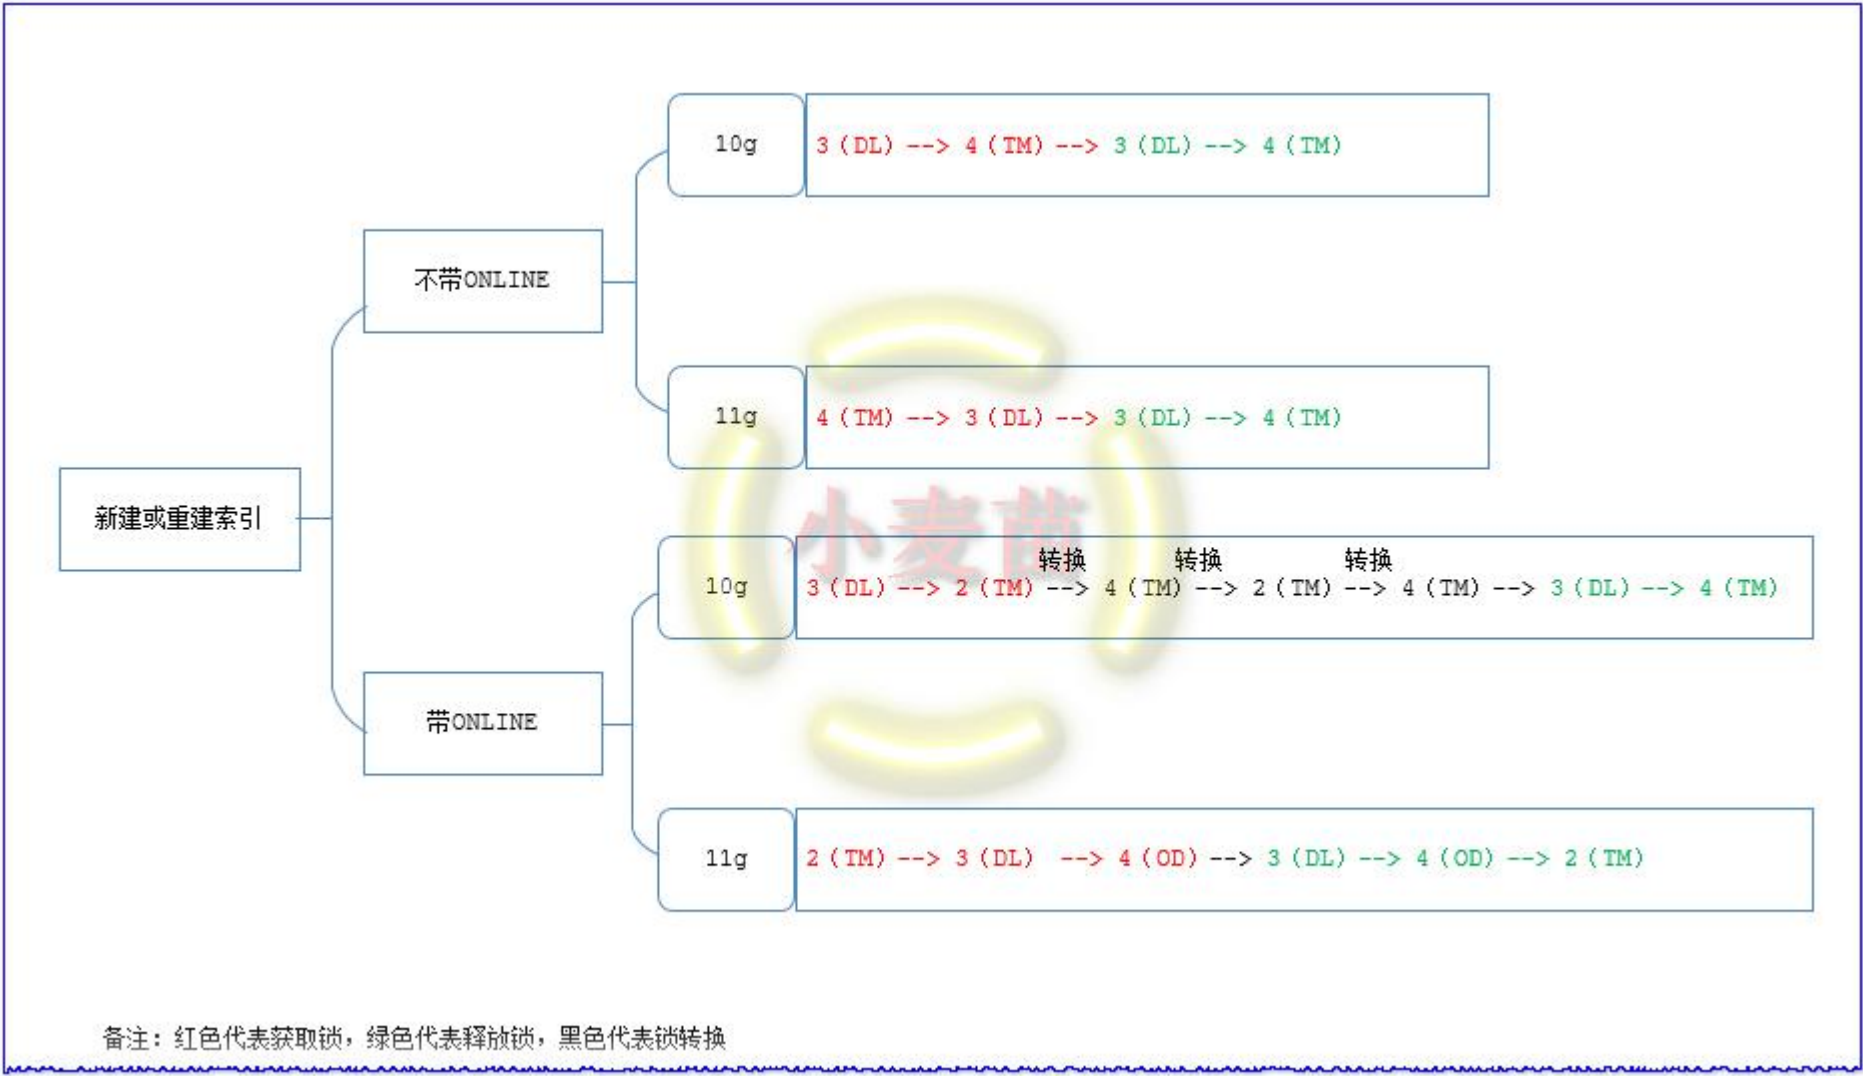 10g
3（DL）--> 4（TM）--> 3（DL）--> 4（TM）
不带ONLINE
11g
4（TM）--> 3（DL）--> 3（DL）--> 4（TM）
新建或重建索引
小麦苗
转换 转换 转换
10g
3（DL）--> 2（TM）--> 4（TM）--> 2（TM）--> 4（TM）--> 3（DL）--> 4（TM）
带ONLINE
11g
2（TM）--> 3（DL） --> 4（OD）--> 3（DL）--> 4（OD）--> 2（TM）
备注：红色代表获取锁，绿色代表释放锁，黑色代表锁转换